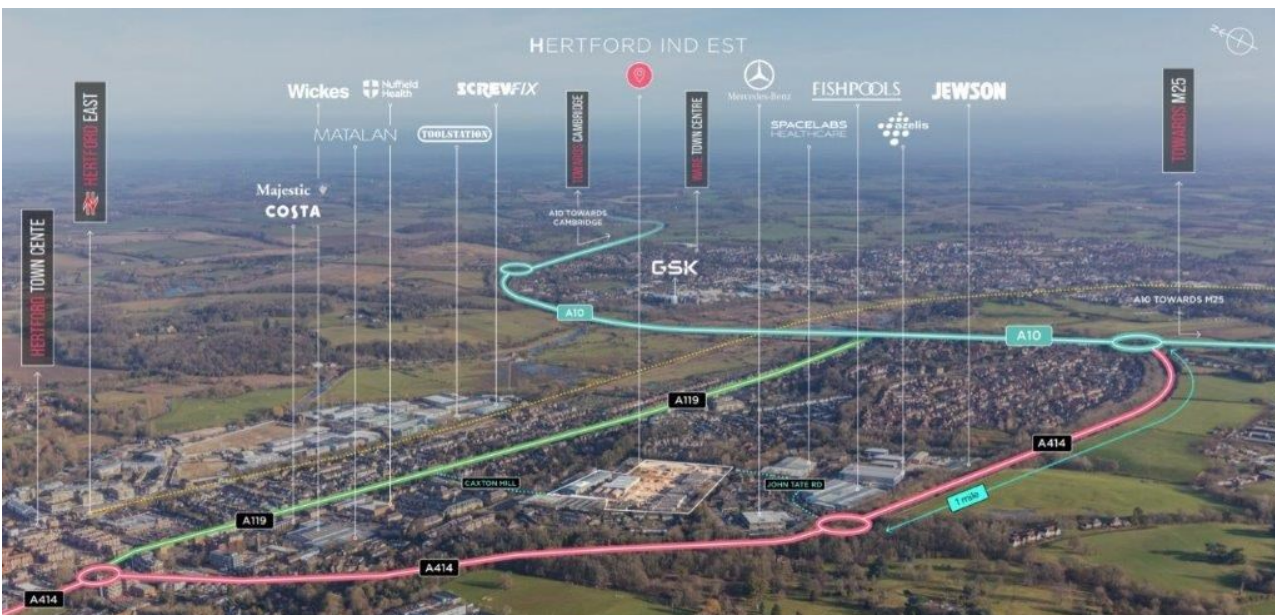 HERTFORD IND EST
N
HERTFORD TOWN CENTE
HERTFORD EAST
Majestic
COSTA
Wickes
MATALAN
Nuffield
Health
TOOLSTATION
SCREWFIX
TOWARDS CAMBRIDGE
A10 TOWARDS
CAMBRIDGE
WARE TOWN CENTRE
GSK
Mercedes-Benz
SPACELABS
HEALTHCARE
FISHPOOLS
azelis
JEWSON
TOWARDS M25
A10 TOWARDS M25
A10
A10
A119
A414
1 mile
CAXTON HILL
JOHN TATE RD
A119
A414
A414